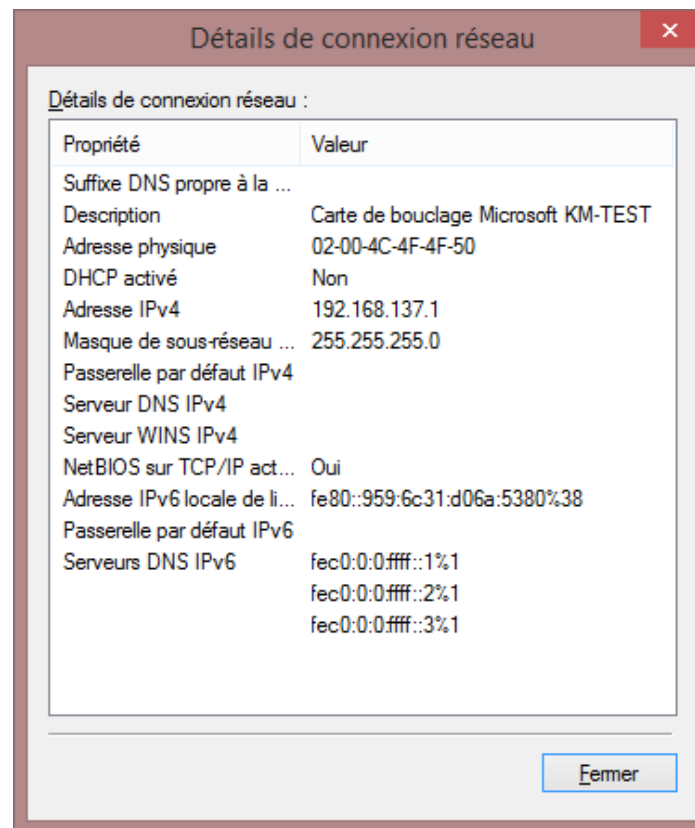 Détails de connexion réseau
Détails de connexion réseau :
Propriété Valeur
Suffixe DNS propre à la ...
Description Carte de bouclage Microsoft KM-TEST
Adresse physique 02-00-4C-4F-4F-50
DHCP activé Non
Adresse IPv4 192.168.137.1
Masque de sous-réseau ... 255.255.255.0
Passerelle par défaut IPv4
Serveur DNS IPv4
Serveur WINS IPv4
NetBIOS sur TCP/IP act... Oui
Adresse IPv6 locale de li... fe80::959:6c31:d06a:5380%38
Passerelle par défaut IPv6
Serveurs DNS IPv6 fec0:0:0:ffff::1%1
fec0:0:0:ffff::2%1
fec0:0:0:ffff::3%1
Fermer